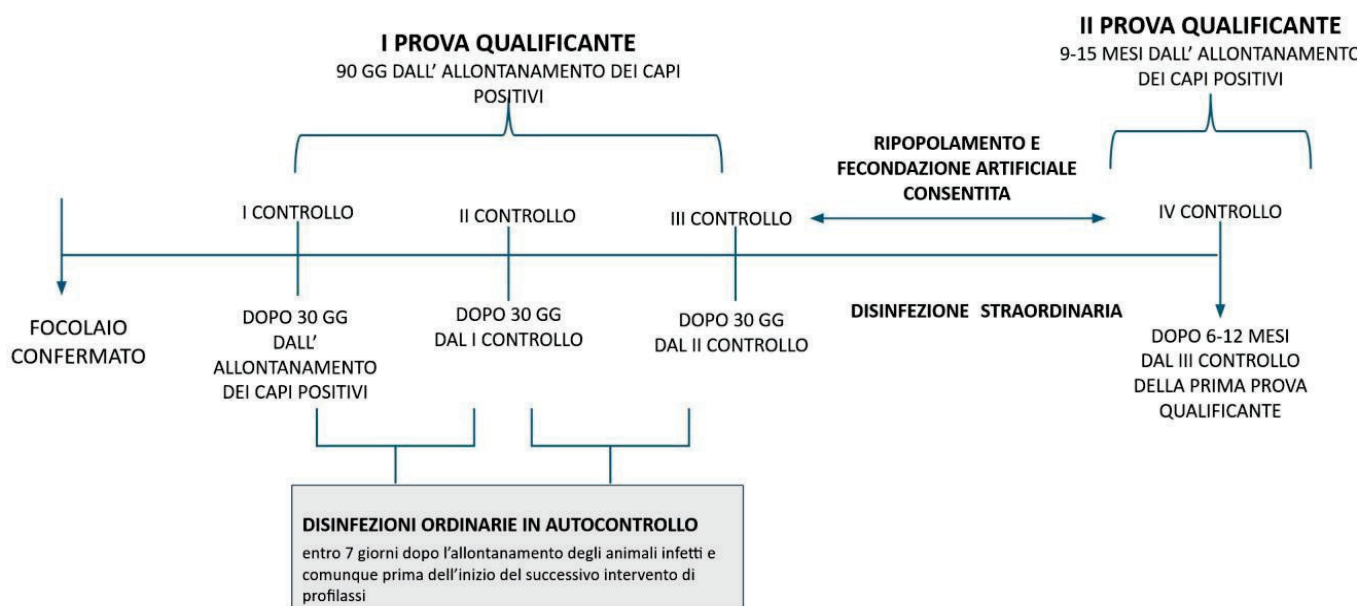 I PROVA QUALIFICANTE
90 GG DALL’ ALLONTANAMENTO DEI CAPI
POSITIVI
II PROVA QUALIFICANTE
9-15 MESI DALL’ ALLONTANAMENTO
DEI CAPI POSITIVI
RIPOPOLAMENTO E
FECONDAZIONE ARTIFICIALE
CONSENTITA
I CONTROLLO
II CONTROLLO
III CONTROLLO
IV CONTROLLO
FOCOLAIO
CONFERMATO
DOPO 30 GG
DALL’
ALLONTANAMENTO
DEI CAPI POSITIVI
DOPO 30 GG
DAL I CONTROLLO
DOPO 30 GG
DAL II CONTROLLO
DISINFEZIONE STRAORDINARIA
DOPO 6-12 MESI
DAL III CONTROLLO
DELLA PRIMA PROVA
QUALIFICANTE
DISINFEZIONI ORDINARIE IN AUTOCONTROLLO
entro 7 giorni dopo l’allontanamento degli animali infetti e
comunque prima dell’inizio del successivo intervento di
profilassi